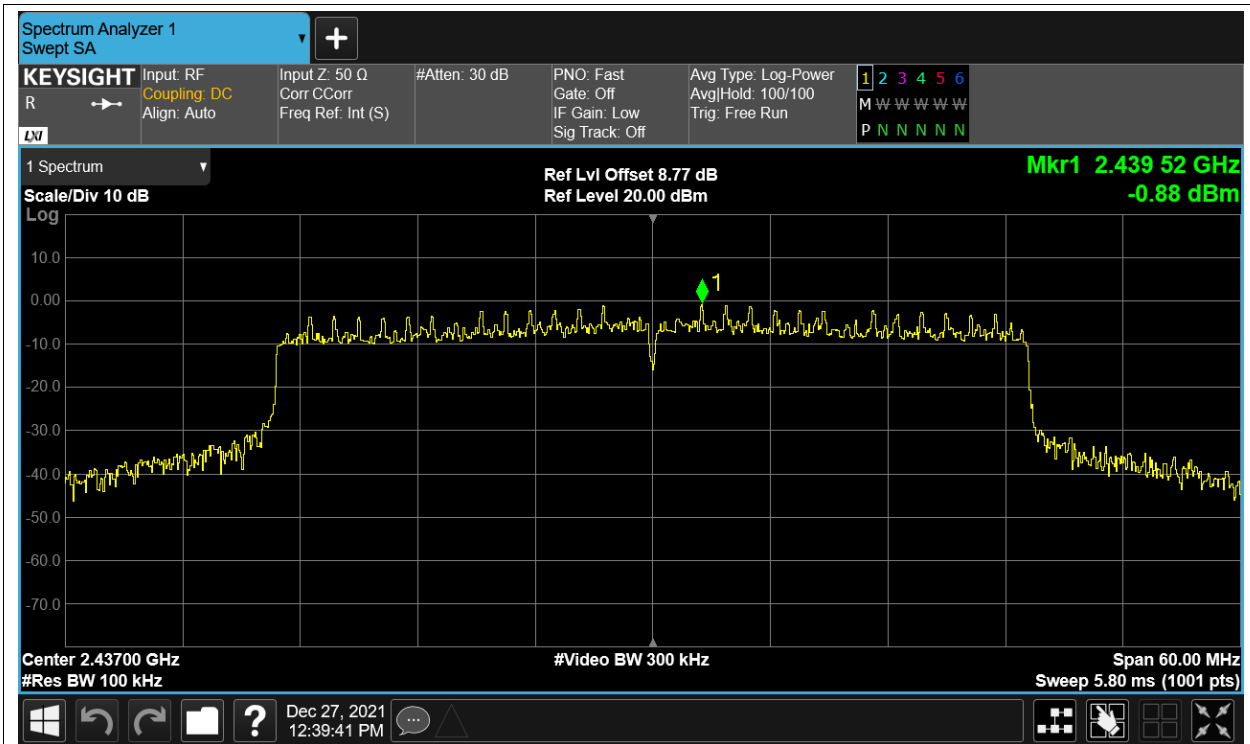 Spectrum Analyzer 1
Swept SA
KEYSIGHT
R
LXI
Input: RF
Coupling: DC
Align: Auto
Input Z: 50 Ω
Corr CCorr
Freq Ref: Int (S)
#Atten: 30 dB
PNO: Fast
Gate: Off
IF Gain: Low
Sig Track: Off
Avg Type: Log-Power
Avg|Hold: 100/100
Trig: Free Run
1 2 3 4 5 6
M W W W W W
P N N N N N
1 Spectrum
Scale/Div 10 dB
Log
Ref Lvl Offset 8.77 dB
Ref Level 20.00 dBm
Mkr1 2.439 52 GHz
-0.88 dBm
1
10.0
0.00
-10.0
-20.0
-30.0
-40.0
-50.0
-60.0
-70.0
Center 2.43700 GHz
#Res BW 100 kHz
#Video BW 300 kHz
Span 60.00 MHz
Sweep 5.80 ms (1001 pts)
?
Dec 27, 2021
12:39:41 PM